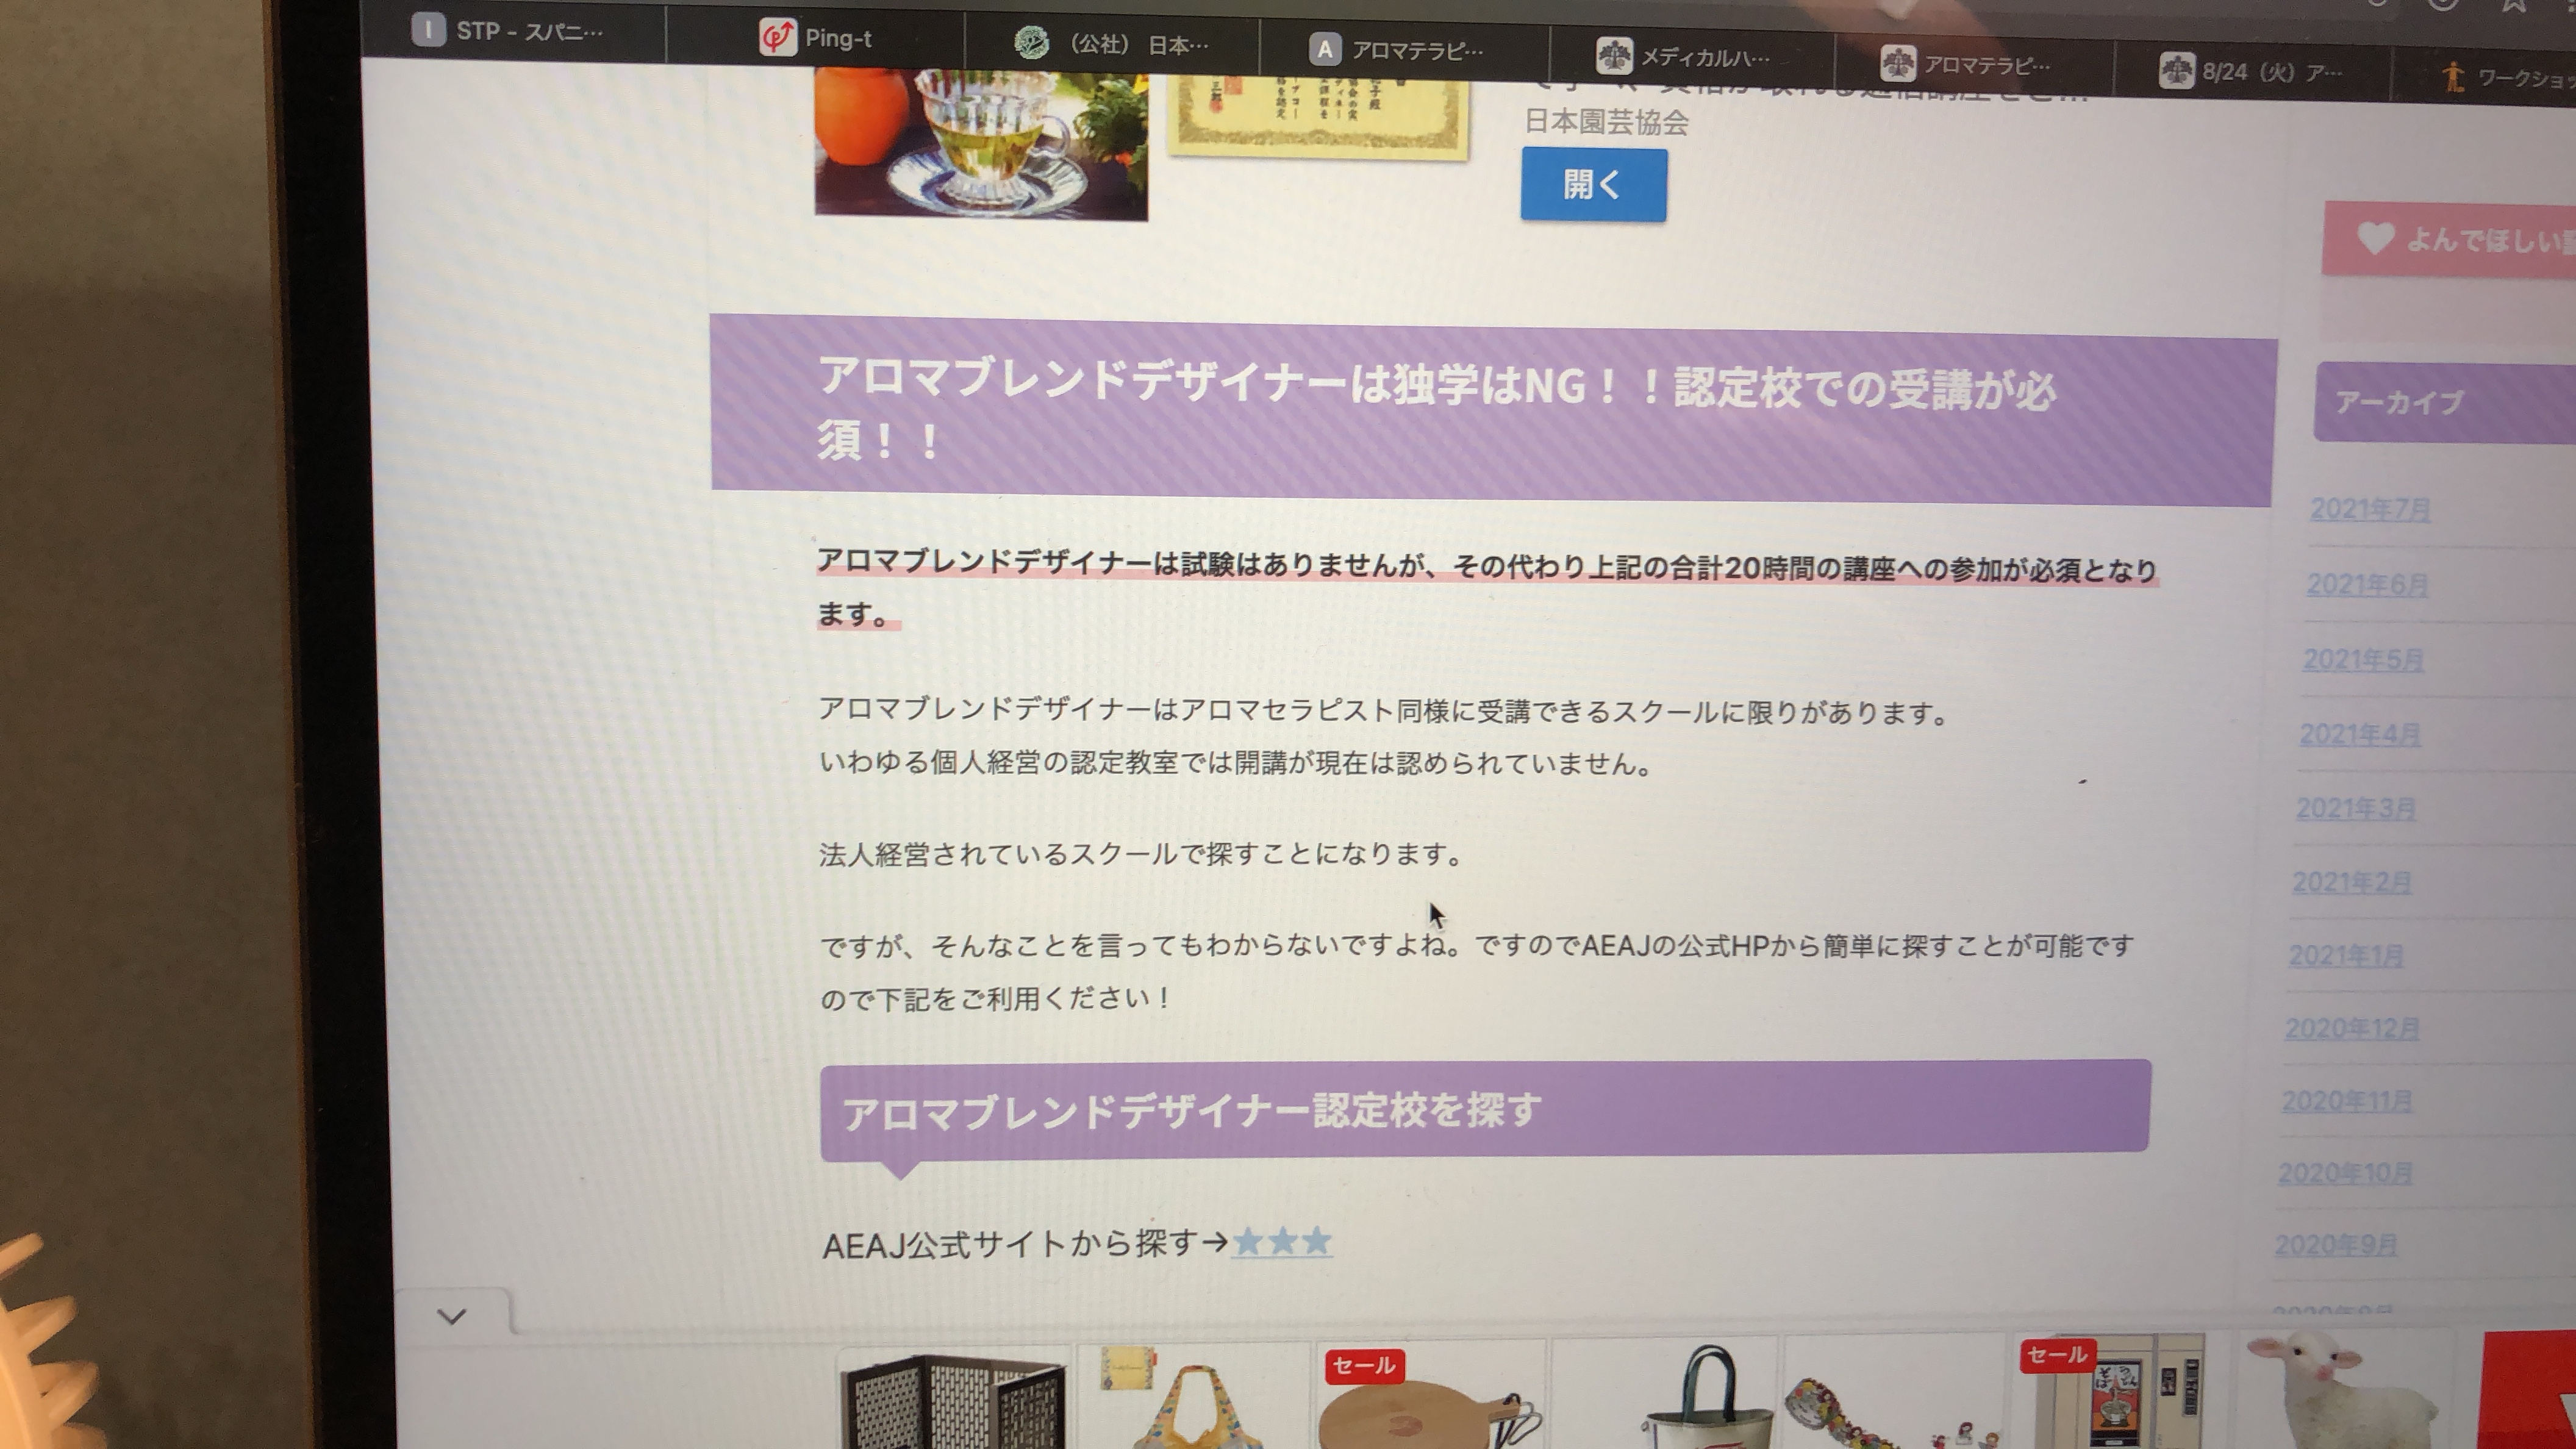 STP - スパニ…
Ping-t
（公社） 日本…
A アロマテラピ…
メディカルハ…
アロマテラピ…
8/24（火）ア…
ワークショッ
日本園芸協会
開く
よんでほしい
アロマブレンドデザイナーは独学はNG！！認定校での受講が必
須！！
アロマブレンドデザイナーは試験はありませんが、その代わり上記の合計20時間の講座への参加が必須となり
ます。
アロマブレンドデザイナーはアロマセラピスト同様に受講できるスクールに限りがあります。
いわゆる個人経営の認定教室では開講が現在は認められていません。
法人経営されているスクールで探すことになります。
ですが、そんなことを言ってもわからないですよね。ですのでAEAJの公式HPから簡単に探すことが可能です
ので下記をご利用ください！
アロマブレンドデザイナー認定校を探す
AEAJ公式サイトから探す→★★★
アーカイブ
2021年7月
2021年6月
2021年5月
2021年4月
2021年3月
2021年2月
2021年1月
2020年12月
2020年11月
2020年10月
2020年9月
セール
セール